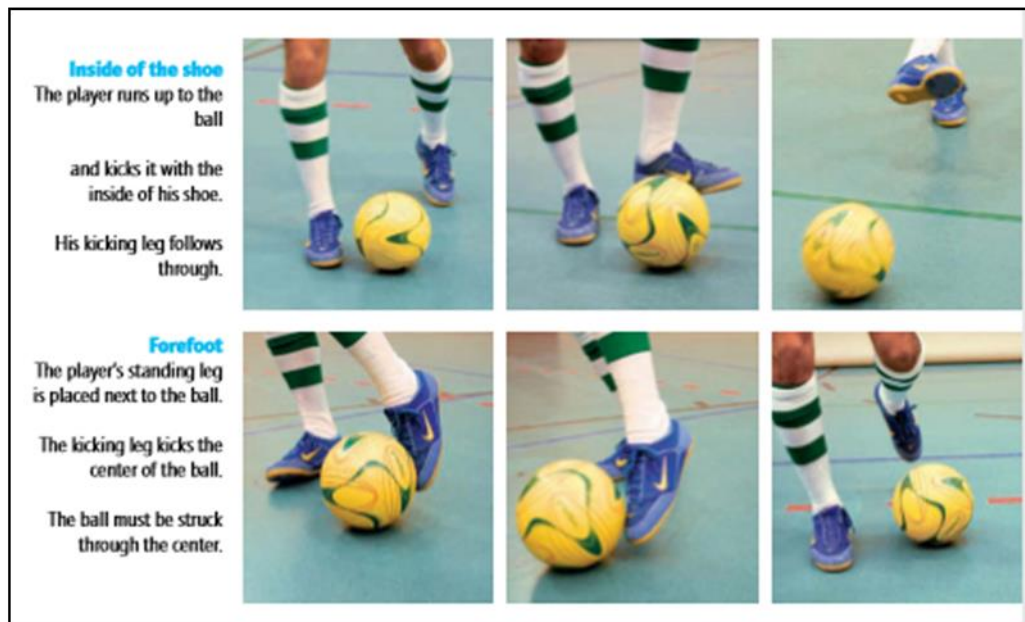 Inside of the shoe
The player runs up to the
ball
and kicks it with the
inside of his shoe.
His kicking leg follows
through.
Forefoot
The player's standing leg
is placed next to the ball.
The kicking leg kicks the
center of the ball.
The ball must be struck
through the center.